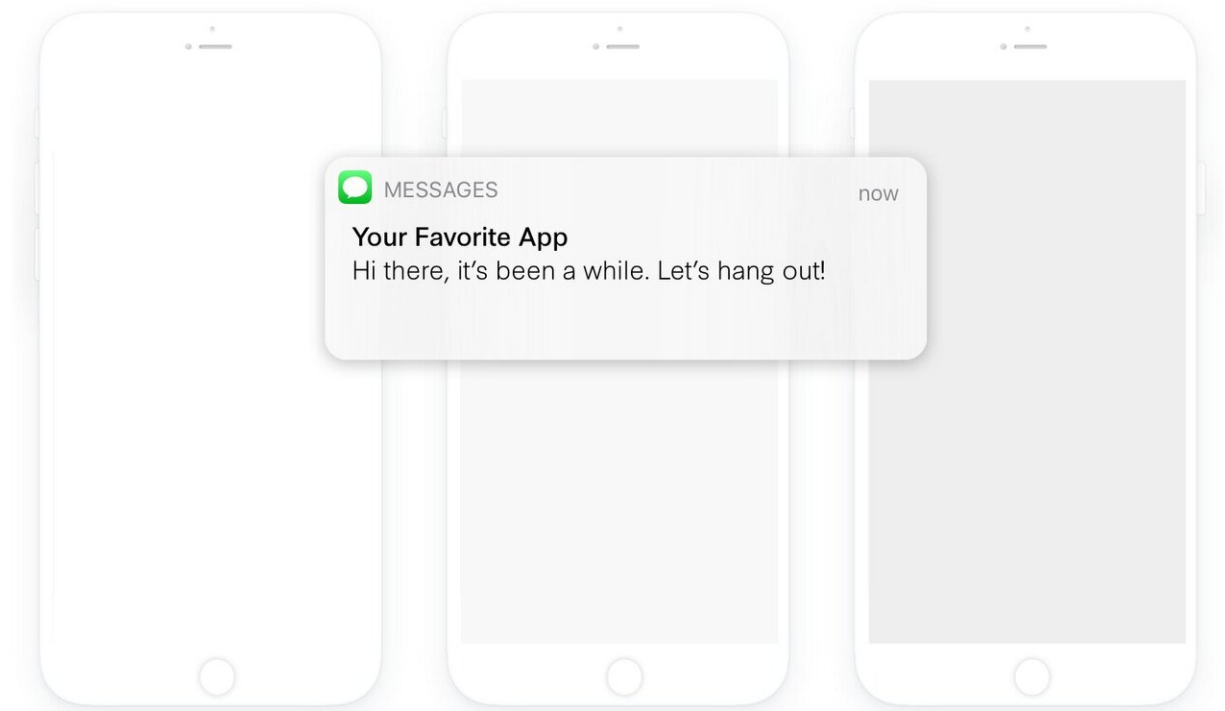 MESSAGES now
Your Favorite App
Hi there, it’s been a while. Let’s hang out!